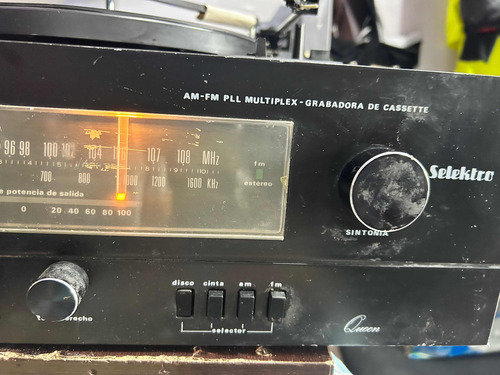 AM-FM PLL MULTIPLEX-GRABADORA DE CASSETTE
96 98 100 102 104 106 107 108 MHz
fm
estéreo
700 800 1000 1200 1600 KHz
potencia de salida
0 20 40 60 80 100
Selektro
SINTONIA
disco cinta am fm
selector
Queen